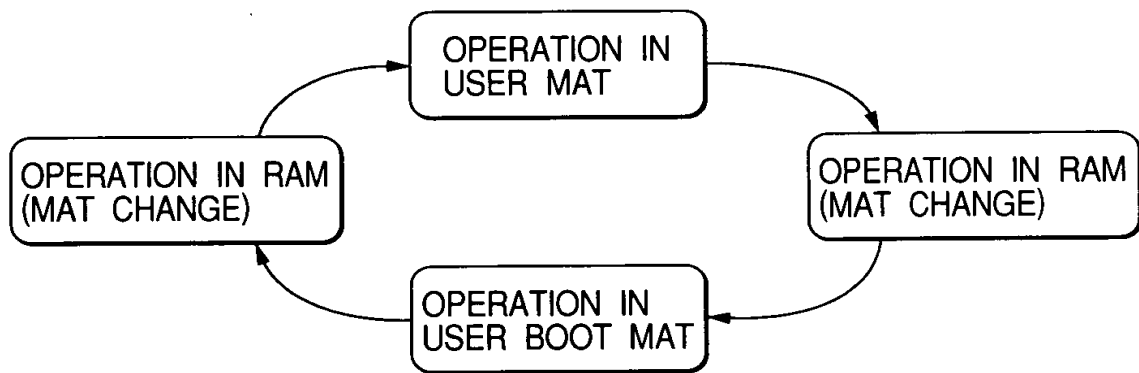 OPERATION IN
USER MAT
OPERATION IN RAM
(MAT CHANGE)
OPERATION IN RAM
(MAT CHANGE)
OPERATION IN
USER BOOT MAT